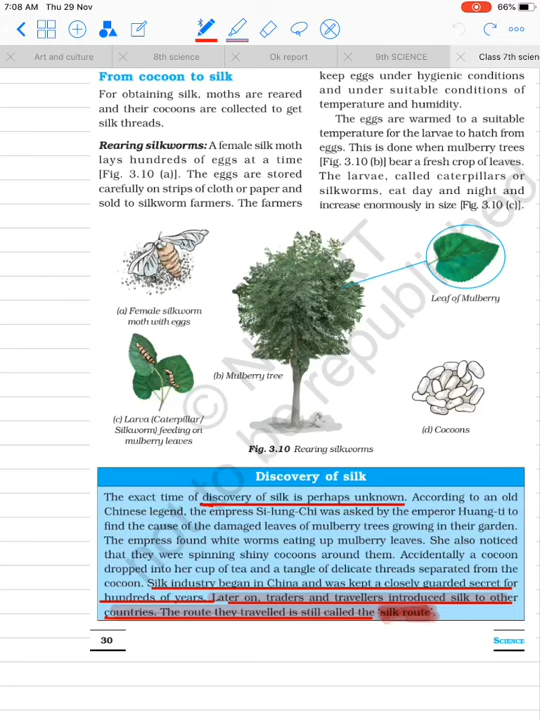 7:08 AM Thu 29 Nov
66%
Art and culture
8th science
Ok report
9th SCIENCE
Class 7th scien
From cocoon to silk
For obtaining silk, moths are reared
and their cocoons are collected to get
silk threads.
Rearing silkworms: A female silk moth
lays hundreds of eggs at a time
[Fig. 3.10 (a)]. The eggs are stored
carefully on strips of cloth or paper and
sold to silkworm farmers. The farmers
keep eggs under hygienic conditions
and under suitable conditions of
temperature and humidity.
The eggs are warmed to a suitable
temperature for the larvae to hatch from
eggs. This is done when mulberry trees
[Fig. 3.10 (b)] bear a fresh crop of leaves.
The larvae, called caterpillars or
silkworms, eat day and night and
increase enormously in size [Fig. 3.10 (c)].
(a) Female silkworm
moth with eggs
Leaf of Mulberry
(b) Mulberry tree
(c) Larva (Caterpillar/
Silkworm) feeding on
mulberry leaves
(d) Cocoons
Fig. 3.10 Rearing silkworms
Discovery of silk
The exact time of discovery of silk is perhaps unknown. According to an old
Chinese legend, the empress Si-lung-Chi was asked by the emperor Huang-ti to
find the cause of the damaged leaves of mulberry trees growing in their garden.
The empress found white worms eating up mulberry leaves. She also noticed
that they were spinning shiny cocoons around them. Accidentally a cocoon
dropped into her cup of tea and a tangle of delicate threads separated from the
cocoon. Silk industry began in China and was kept a closely guarded secret for
hundreds of years. Later on, traders and travellers introduced silk to other
countries. The route they travelled is still called the 'silk route'.
30
SCIENCE
not to be republished